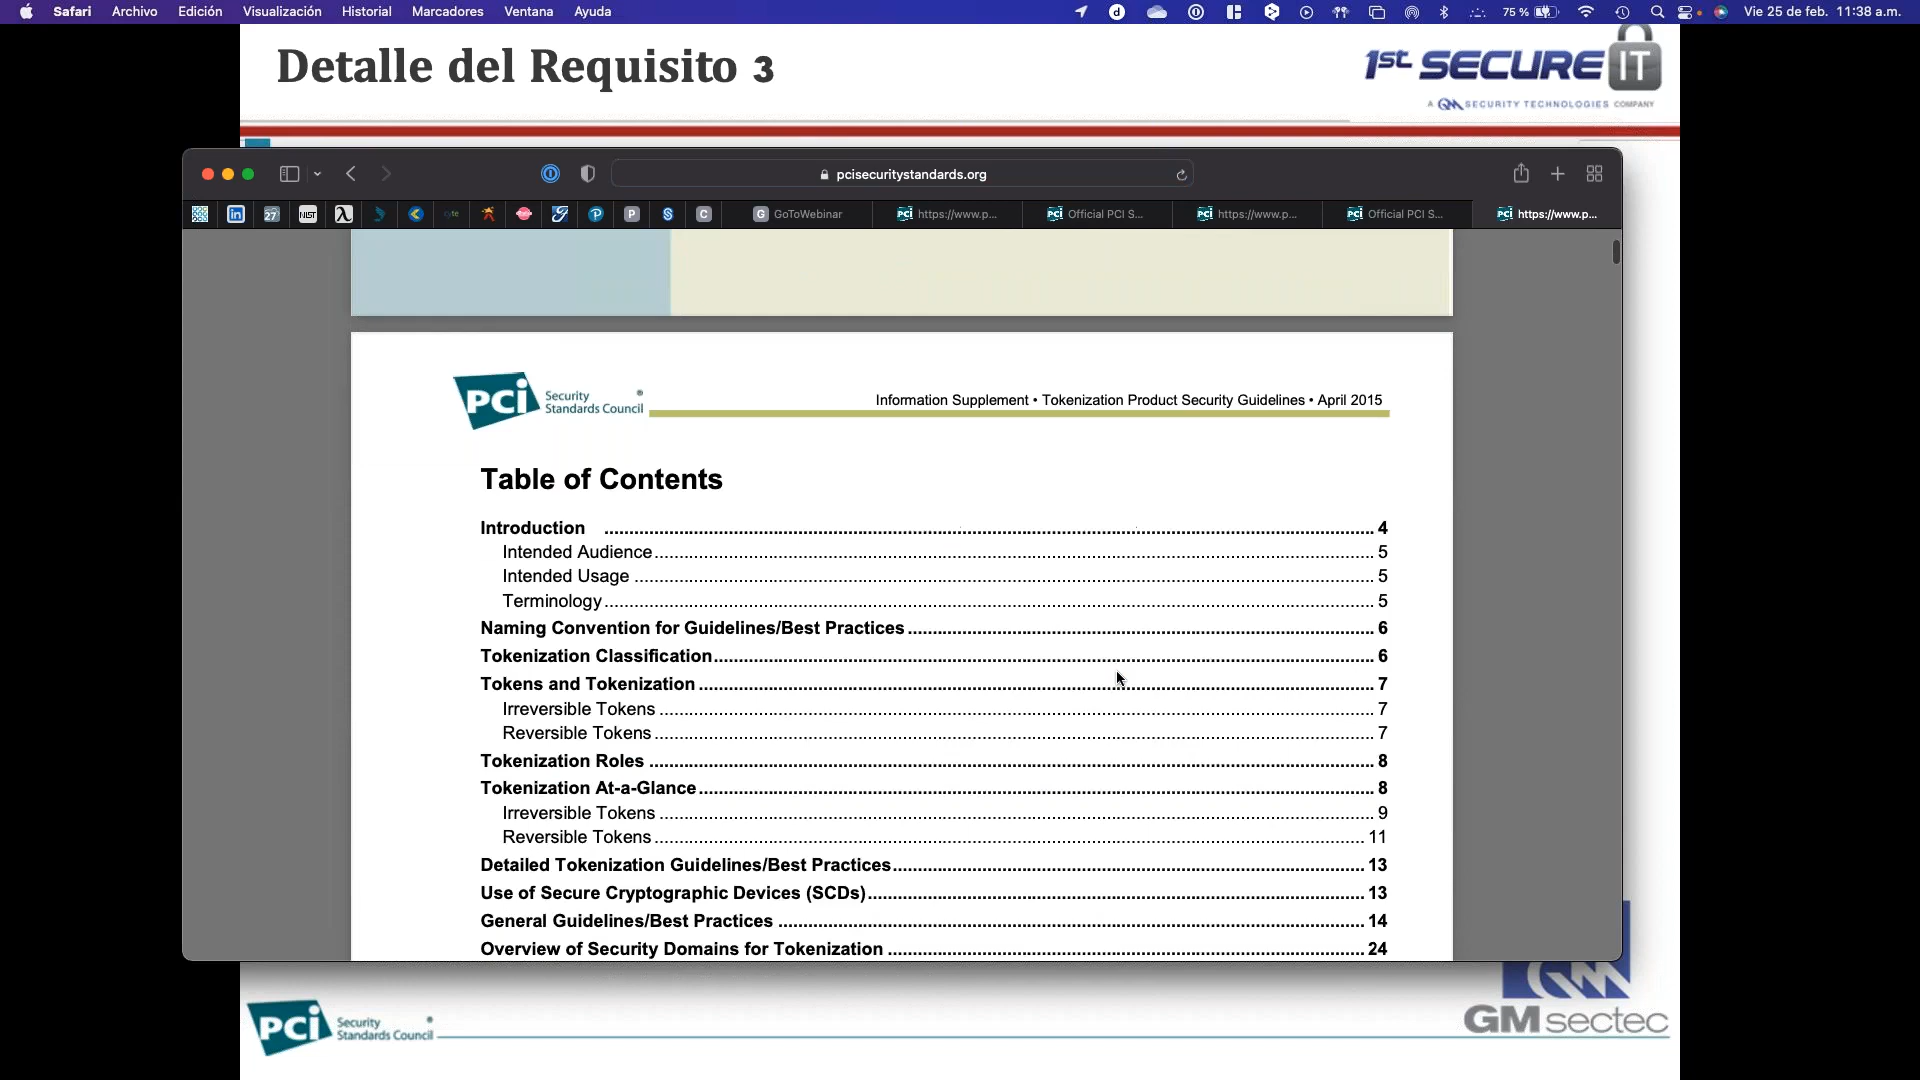 Safari Archivo Edición Visualización Historial Marcadores Ventana Ayuda 75 % Vie 25 de feb. 11:38 a.m.
Detalle del Requisito 3
1st SECURE IT
A GM SECURITY TECHNOLOGIES COMPANY
pcisecuritystandards.org
27 NIST GoToWebinar https://www.p... Official PCI S... https://www.p... Official PCI S... https://www.p...
PCI Security Standards Council ®
Information Supplement • Tokenization Product Security Guidelines • April 2015
Table of Contents
Introduction 4
Intended Audience 5
Intended Usage 5
Terminology 5
Naming Convention for Guidelines/Best Practices 6
Tokenization Classification 6
Tokens and Tokenization 7
Irreversible Tokens 7
Reversible Tokens 7
Tokenization Roles 8
Tokenization At-a-Glance 8
Irreversible Tokens 9
Reversible Tokens 11
Detailed Tokenization Guidelines/Best Practices 13
Use of Secure Cryptographic Devices (SCDs) 13
General Guidelines/Best Practices 14
Overview of Security Domains for Tokenization 24
PCI Security Standards Council ®
GM sectec